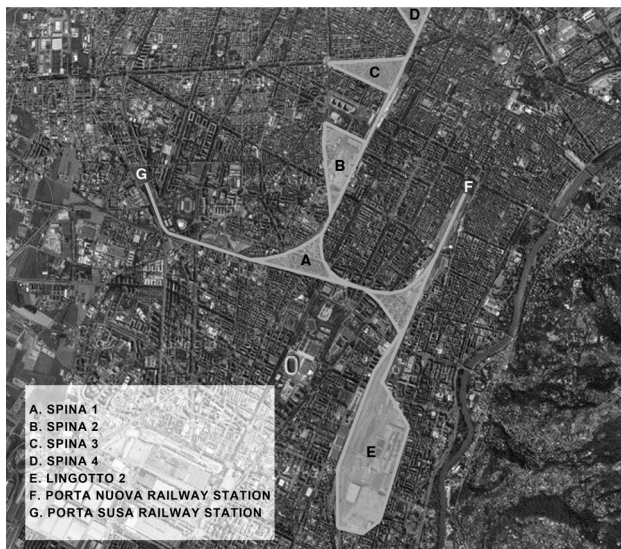 D
C
B
G
F
A
E
A. SPINA 1
B. SPINA 2
C. SPINA 3
D. SPINA 4
E. LINGOTTO 2
F. PORTA NUOVA RAILWAY STATION
G. PORTA SUSA RAILWAY STATION